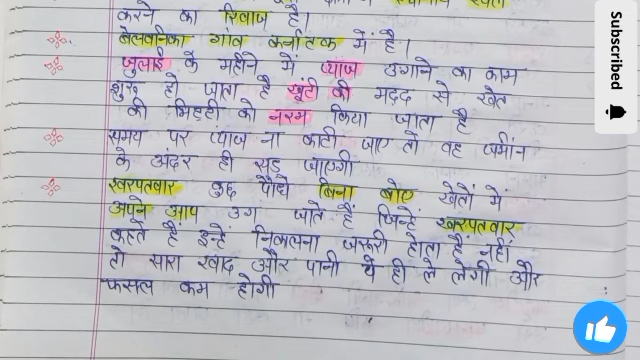 करने का रिवाज है।
बेलवनिका गांव कर्नाटक में है।
जुलाई के महीने में प्याज उगाने का काम
शुरू हो जाता है खूंटी की मदद से खेत
की मिट्टी को नरम किया जाता है
समय पर प्याज ना काटी जाए तो वह जमीन
के अंदर ही सड़ जाएगी
खरपतवार कुछ पौधे बिना बोए खेतों में
अपने आप उग जाते हैं जिन्हें खरपतवार
कहते हैं इन्हें निकालना जरूरी होता है नहीं
तो सारा खाद और पानी ये ही ले लेगी और
फसल कम होगी
Subscribed